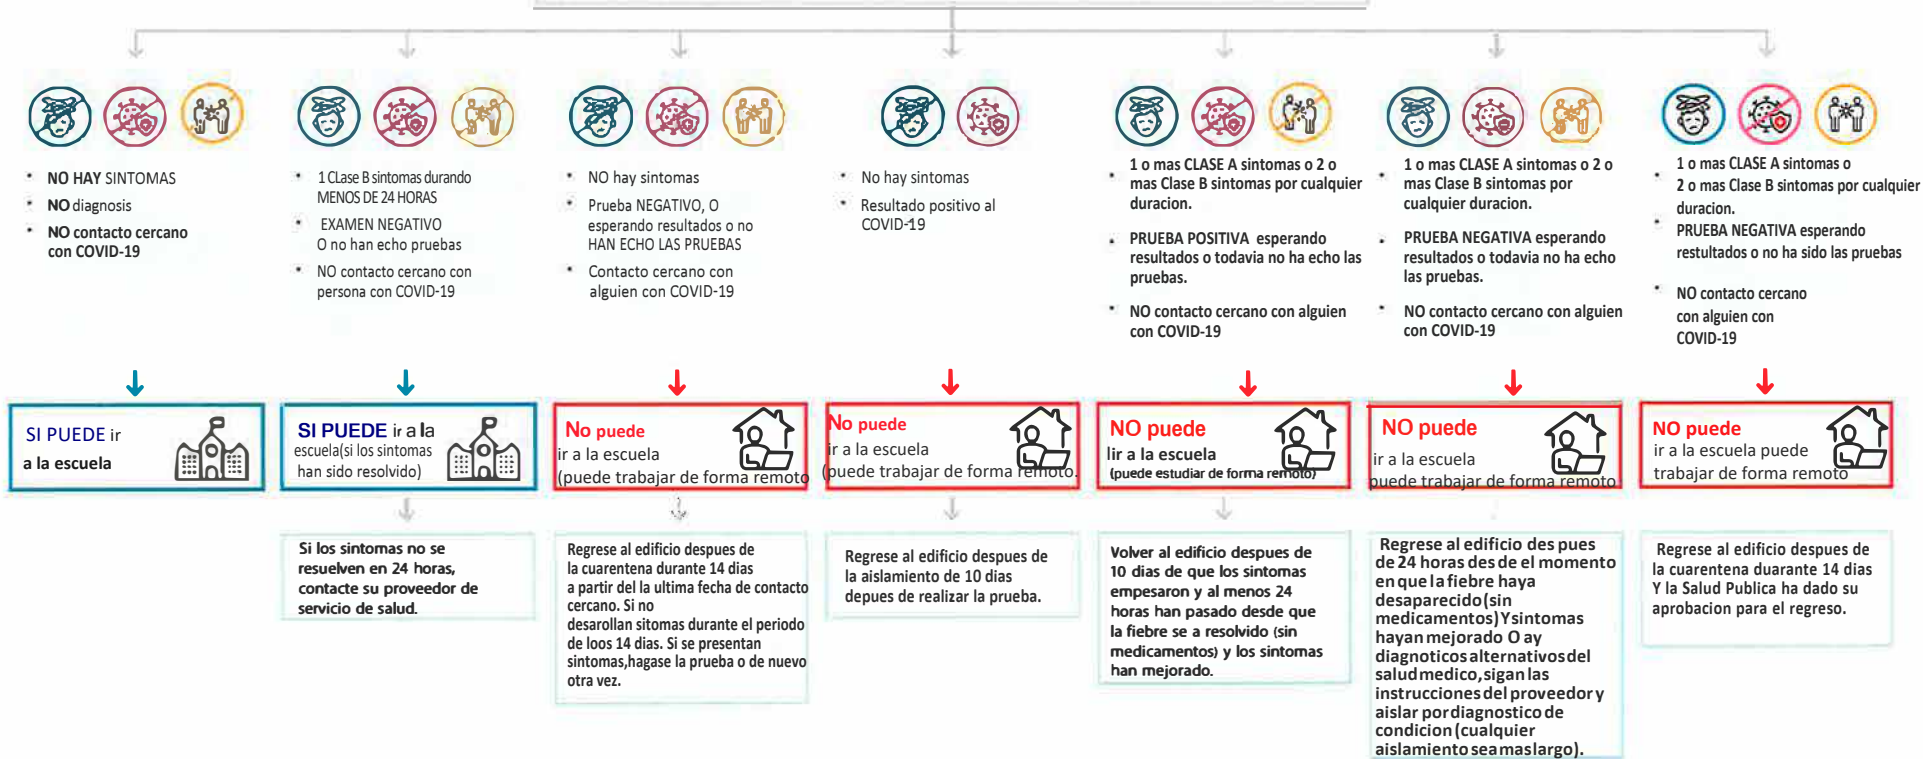 NO HAY SINTOMAS
NO diagnosis
NO contacto cercano
con COVID-19
1 CLase B sintomas durando
MENOS DE 24 HORAS
EXAMEN NEGATIVO
O no han echo pruebas
NO contacto cercano con
persona con COVID-19
NO hay sintomas
Prueba NEGATIVO, O
esperando resultados o no
HAN ECHO LAS PRUEBAS
Contacto cercano con
alguien con COVID-19
No hay sintomas
Resultado positivo al
COVID-19
1 o mas CLASE A sintomas o 2 o
mas Clase B sintomas por cualquier
duracion.
PRUEBA POSITIVA esperando
resultados o todavia no ha echo las
pruebas.
NO contacto cercano con alguien
con COVID-19
1 o mas CLASE A sintomas o 2 o
mas Clase B sintomas por
cualquier duracion.
PRUEBA NEGATIVA esperando
resultados o todavia no ha echo
las pruebas.
NO contacto cercano con alguien
con COVID-19
1 o mas CLASE A sintomas o
2 o mas Clase B sintomas por cualquier
duracion.
PRUEBA NEGATIVA esperando
restultados o no ha sido las pruebas
NO contacto cercano
con alguien con
COVID-19
SI PUEDE ir
a la escuela
SI PUEDE ir a la
escuela(si los sintomas
han sido resolvido)
No puede
ir a la escuela
(puede trabajar de forma remoto
No puede
ir a la escuela
(puede trabajar de forma remoto.
NO puede
Iir a la escuela
(puede estudiar de forma remoto)
NO puede
ir a la escuela
puede trabajar de forma remoto
NO puede
ir a la escuela puede
trabajar de forma remoto
Si los sintomas no se
resuelven en 24 horas,
contacte su proveedor de
servicio de salud.
Regrese al edificio despues de
la cuarentena durante 14 dias
a partir del la ultima fecha de contacto
cercano. Si no
desarollan sitomas durante el periodo
de loos 14 dias. Si se presentan
sintomas,hagase la prueba o de nuevo
otra vez.
Regrese al edificio despues de
la aislamiento de 10 dias
depues de realizar la prueba.
Volver al edificio despues de
10 dias de que los sintomas
empesaron y al menos 24
horas han pasado desde que
la fiebre se a resolvido (sin
medicamentos) y los sintomas
han mejorado.
Regrese al edificio des pues
de 24 horas des de el momento
en que la fiebre haya
desaparecido(sin
medicamentos) Y sintomas
hayan mejorado O ay
diagnoticos alternativos del
salud medico, sigan las
instrucciones del proveedor y
aislar por diagnostico de
condicion (cualquier
aislamiento sea mas largo).
Regrese al edificio despues de
la cuarentena duarante 14 dias
Y la Salud Publica ha dado su
aprobacion para el regreso.